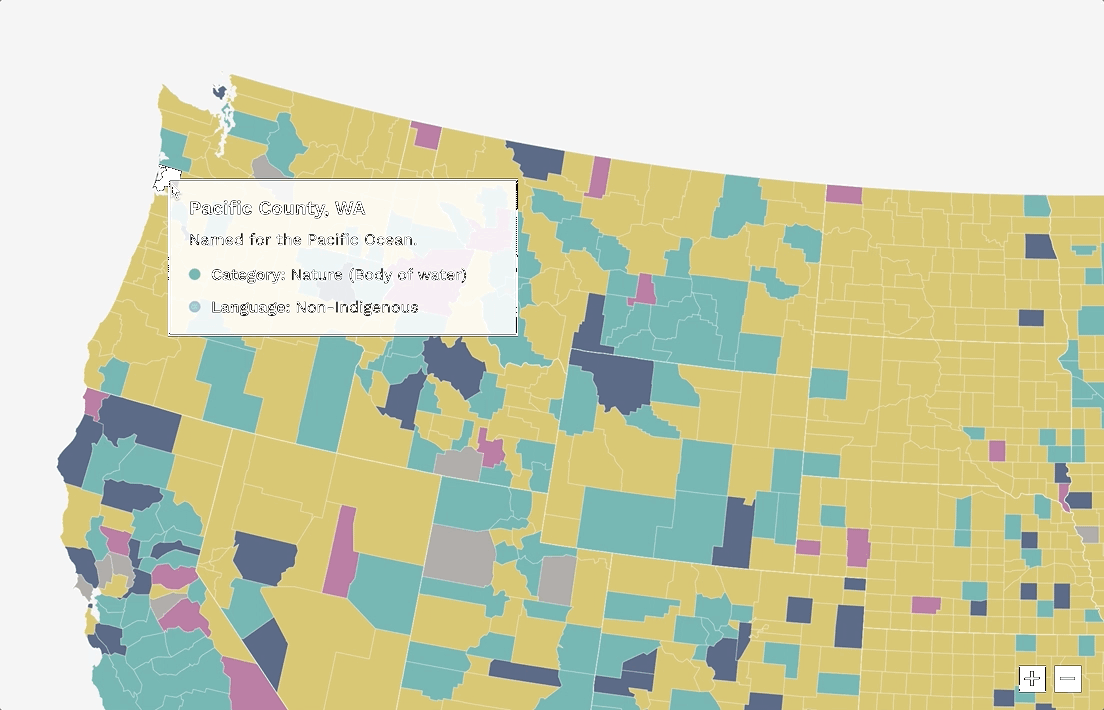 Pacific County, WA
Named for the Pacific Ocean.
Category: Nature (Body of water)
Language: Non-Indigenous
+ −